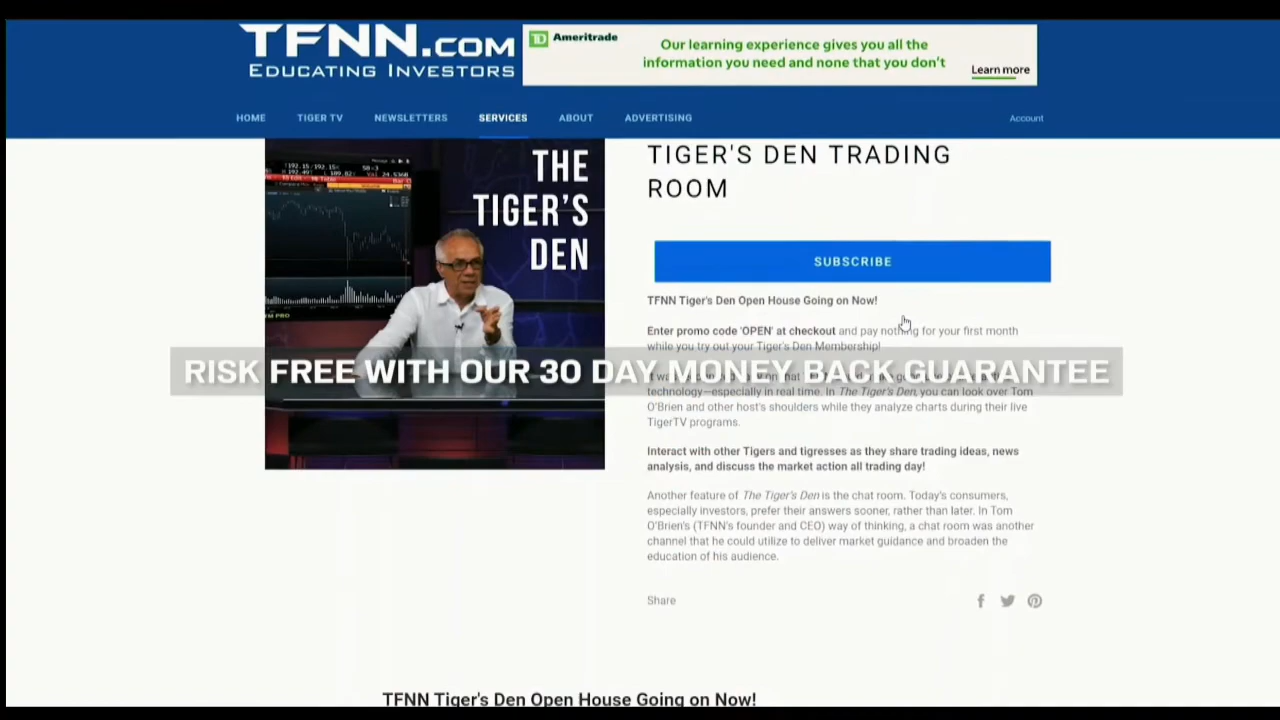 TFNN.COM
EDUCATING INVESTORS
TD Ameritrade
Our learning experience gives you all the
information you need and none that you don't
Learn more
HOME TIGER TV NEWSLETTERS SERVICES ABOUT ADVERTISING Account
THE
TIGER'S
DEN
TIGER'S DEN TRADING
ROOM
SUBSCRIBE
TFNN Tiger's Den Open House Going on Now!
Enter promo code 'OPEN' at checkout and pay nothing for your first month
while you try out your Tiger's Den Membership!
RISK FREE WITH OUR 30 DAY MONEY BACK GUARANTEE
technology—especially in real time. In The Tiger's Den, you can look over Tom
O'Brien and other host's shoulders while they analyze charts during their live
TigerTV programs.
Interact with other Tigers and tigresses as they share trading ideas, news
analysis, and discuss the market action all trading day!
Another feature of The Tiger's Den is the chat room. Today's consumers,
especially investors, prefer their answers sooner, rather than later. In Tom
O'Brien's (TFNN's founder and CEO) way of thinking, a chat room was another
channel that he could utilize to deliver market guidance and broaden the
education of his audience.
Share
TFNN Tiger's Den Open House Going on Now!